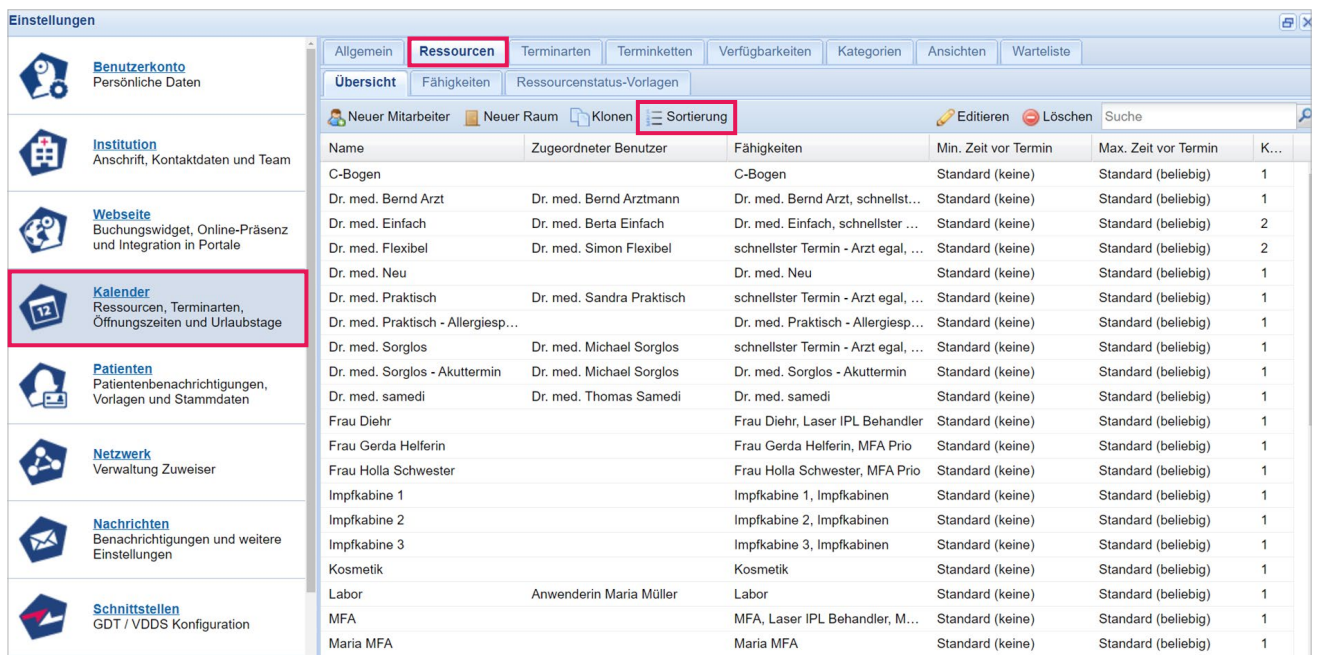 Einstellungen
Benutzerkonto
Persönliche Daten
Institution
Anschrift, Kontaktdaten und Team
Webseite
Buchungswidget, Online-Präsenz
und Integration in Portale
Kalender
Ressourcen, Terminarten,
Öffnungszeiten und Urlaubstage
Patienten
Patientenbenachrichtigungen,
Vorlagen und Stammdaten
Netzwerk
Verwaltung Zuweiser
Nachrichten
Benachrichtigungen und weitere
Einstellungen
Schnittstellen
GDT / VDDS Konfiguration
Allgemein Ressourcen Terminarten Terminketten Verfügbarkeiten Kategorien Ansichten Warteliste
Übersicht Fähigkeiten Ressourcenstatus-Vorlagen
Neuer Mitarbeiter Neuer Raum Klonen Sortierung Editieren Löschen Suche
Name Zugeordneter Benutzer Fähigkeiten Min. Zeit vor Termin Max. Zeit vor Termin K...
C-Bogen C-Bogen Standard (keine) Standard (beliebig) 1
Dr. med. Bernd Arzt Dr. med. Bernd Arztmann Dr. med. Bernd Arzt, schnellst... Standard (keine) Standard (beliebig) 1
Dr. med. Einfach Dr. med. Berta Einfach Dr. med. Einfach, schnellster ... Standard (keine) Standard (beliebig) 2
Dr. med. Flexibel Dr. med. Simon Flexibel schnellster Termin - Arzt egal, ... Standard (keine) Standard (beliebig) 2
Dr. med. Neu Dr. med. Neu Standard (keine) Standard (beliebig) 1
Dr. med. Praktisch Dr. med. Sandra Praktisch schnellster Termin - Arzt egal, ... Standard (keine) Standard (beliebig) 1
Dr. med. Praktisch - Allergiesp... Dr. med. Praktisch - Allergiesp... Standard (keine) Standard (beliebig) 1
Dr. med. Sorglos Dr. med. Michael Sorglos schnellster Termin - Arzt egal, ... Standard (keine) Standard (beliebig) 1
Dr. med. Sorglos - Akuttermin Dr. med. Michael Sorglos Dr. med. Sorglos - Akuttermin Standard (keine) Standard (beliebig) 1
Dr. med. samedi Dr. med. Thomas Samedi Dr. med. samedi Standard (keine) Standard (beliebig) 1
Frau Diehr Frau Diehr, Laser IPL Behandler Standard (keine) Standard (beliebig) 1
Frau Gerda Helferin Frau Gerda Helferin, MFA Prio Standard (keine) Standard (beliebig) 1
Frau Holla Schwester Frau Holla Schwester, MFA Prio Standard (keine) Standard (beliebig) 1
Impfkabine 1 Impfkabine 1, Impfkabinen Standard (keine) Standard (beliebig) 1
Impfkabine 2 Impfkabine 2, Impfkabinen Standard (keine) Standard (beliebig) 1
Impfkabine 3 Impfkabine 3, Impfkabinen Standard (keine) Standard (beliebig) 1
Kosmetik Kosmetik Standard (keine) Standard (beliebig) 1
Labor Anwenderin Maria Müller Labor Standard (keine) Standard (beliebig) 1
MFA MFA, Laser IPL Behandler, M... Standard (keine) Standard (beliebig) 1
Maria MFA Maria MFA Standard (keine) Standard (beliebig) 1
12